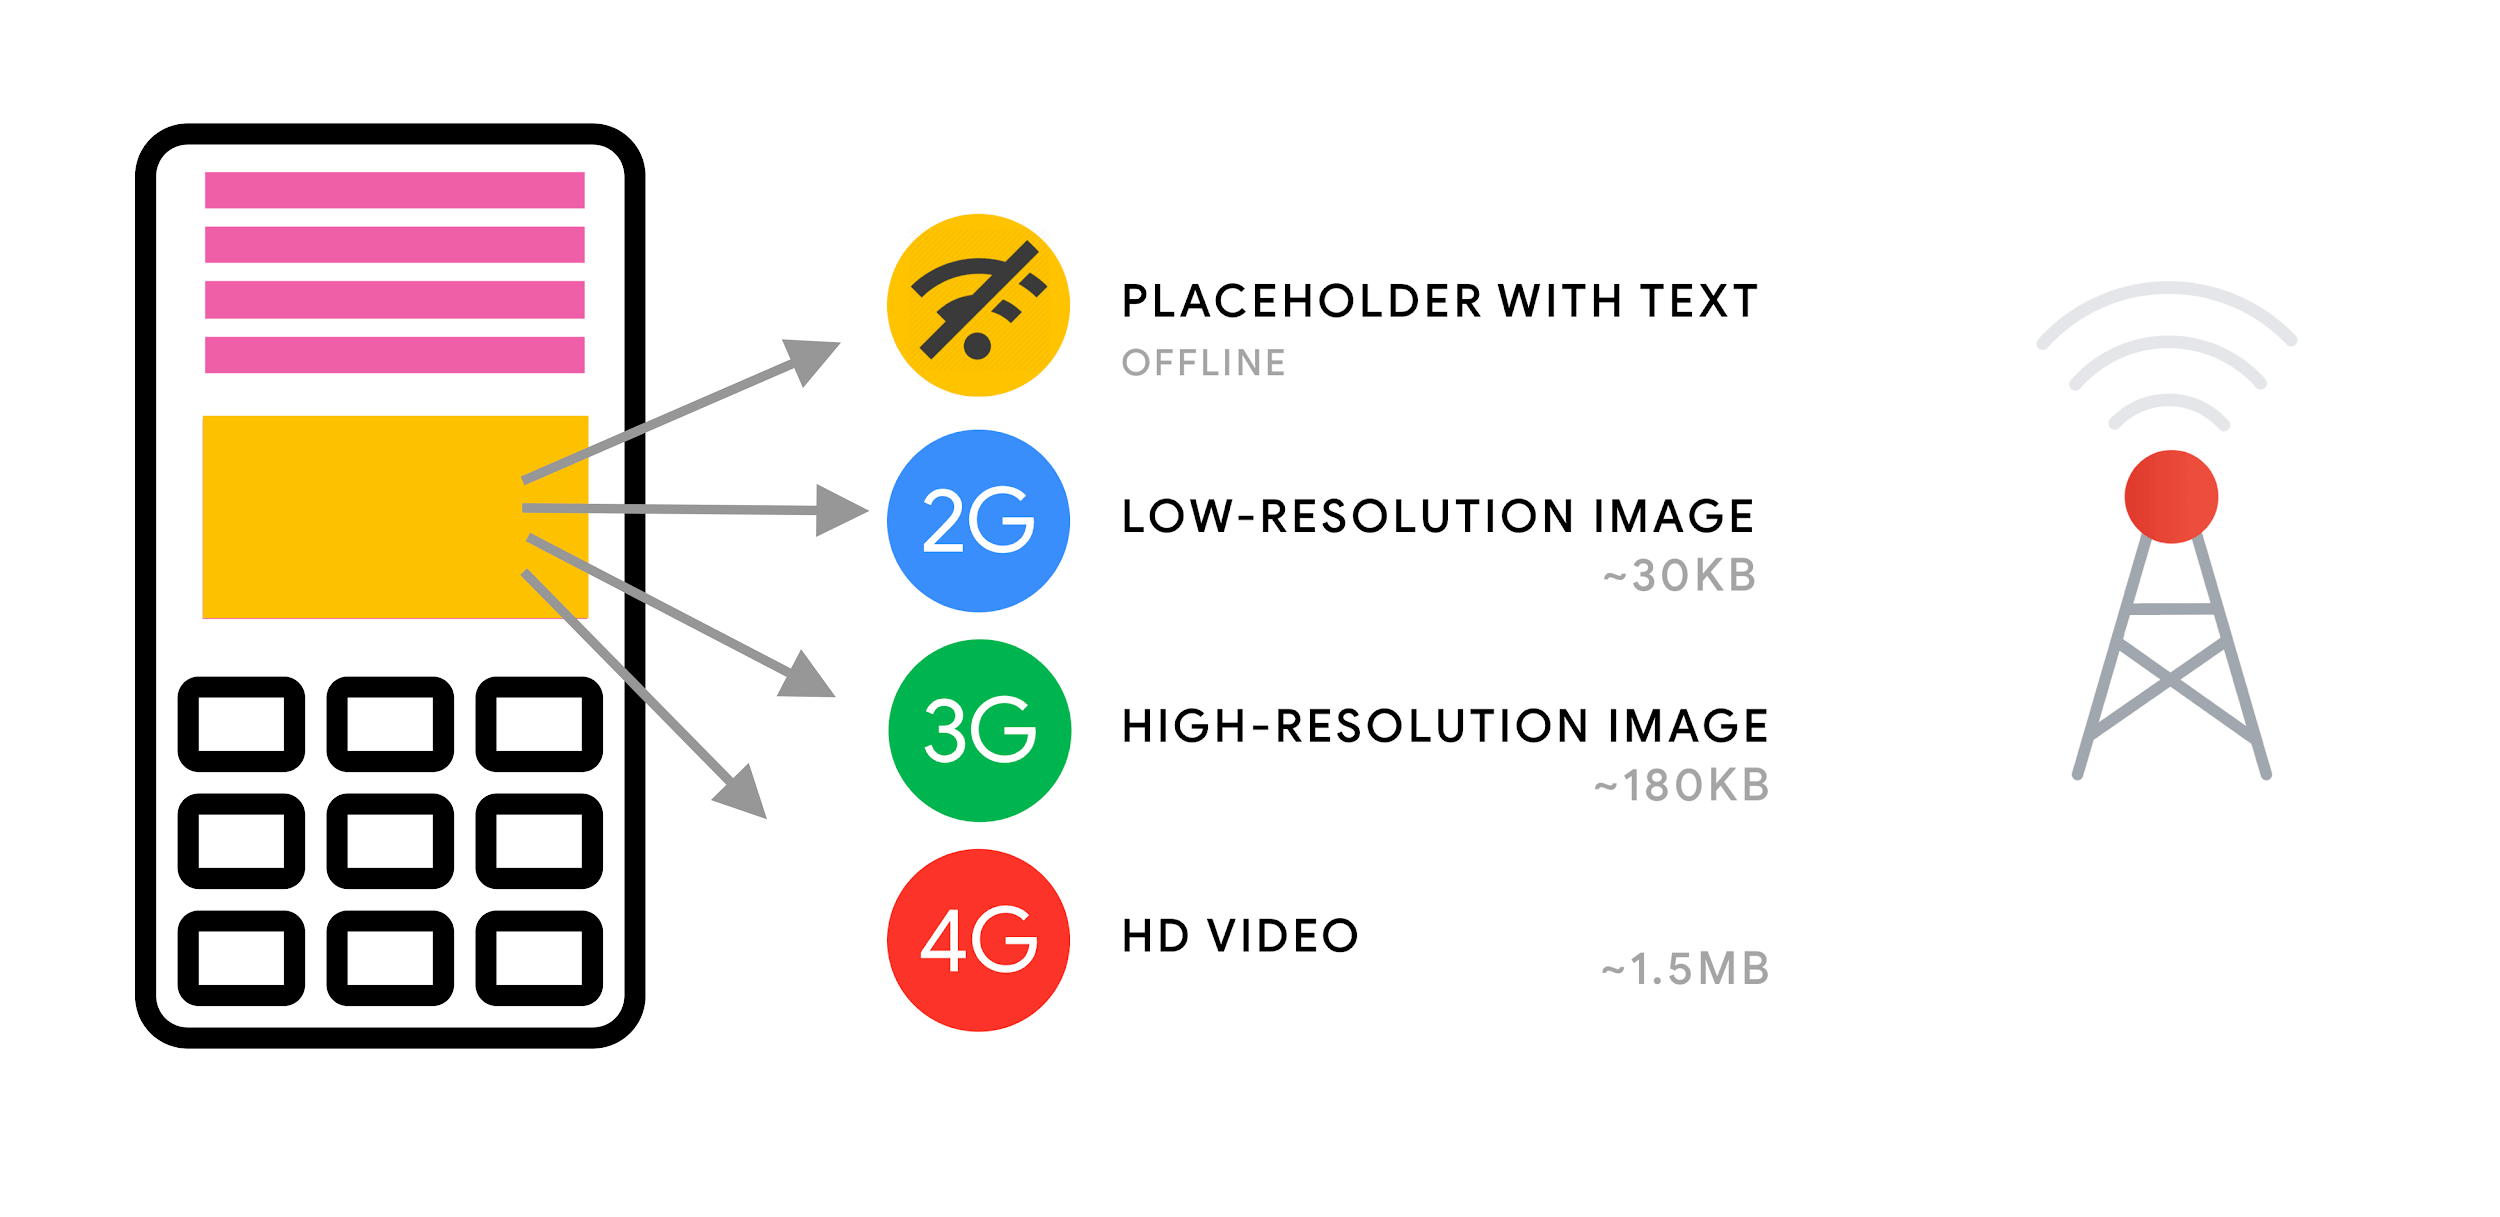 PLACEHOLDER WITH TEXT
OFFLINE
2G
LOW-RESOLUTION IMAGE
~30KB
3G
HIGH-RESOLUTION IMAGE
~180KB
4G
HD VIDEO
~1.5MB